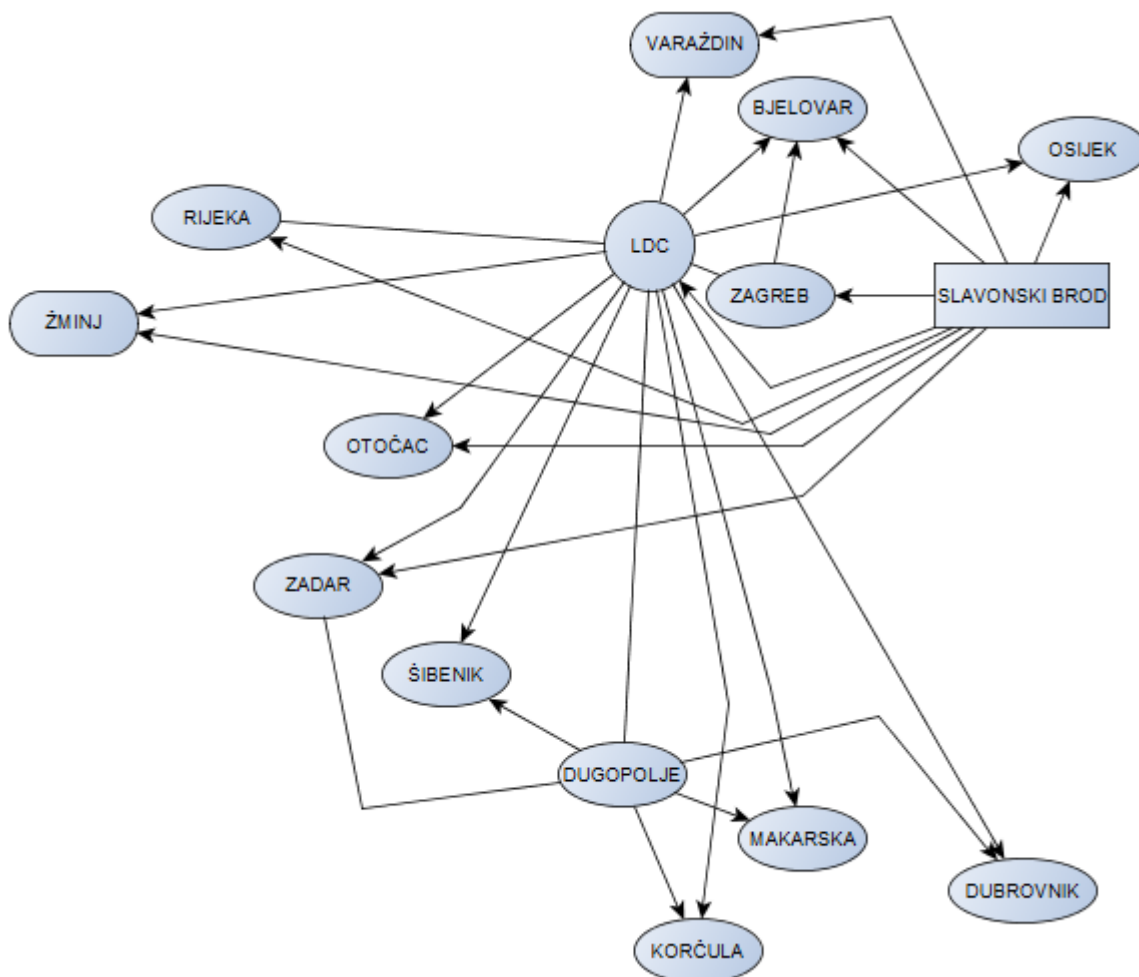 VARAŽDIN
BJELOVAR
OSIJEK
RIJEKA
LDC
ZAGREB
SLAVONSKI BROD
ŽMINJ
OTOČAC
ZADAR
ŠIBENIK
DUGOPOLJE
MAKARSKA
DUBROVNIK
KORČULA